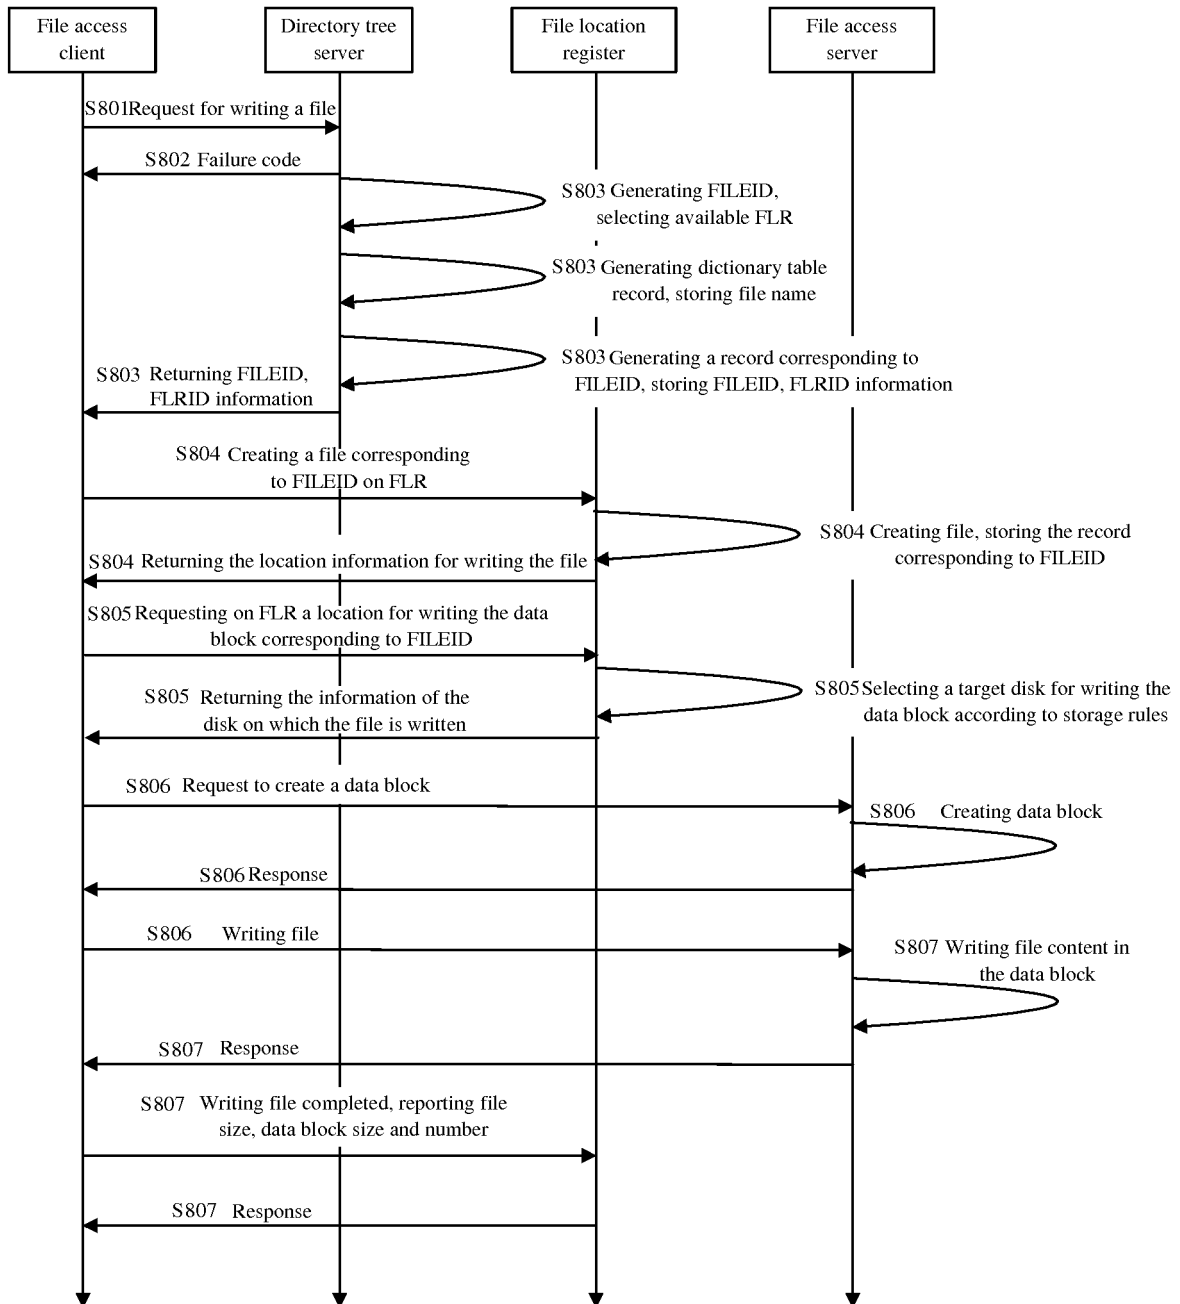 File access
client
Directory tree
server
File location
register
File access
server
S801Request for writing a file
S802 Failure code
S803 Generating FILEID,
selecting available FLR
S803 Generating dictionary table
record, storing file name
S803 Generating a record corresponding to
FILEID, storing FILEID, FLRID information
S803 Returning FILEID,
FLRID information
S804 Creating a file corresponding
to FILEID on FLR
S804 Creating file, storing the record
corresponding to FILEID
S804 Returning the location information for writing the file
S805 Requesting on FLR a location for writing the data
block corresponding to FILEID
S805 Selecting a target disk for writing the
data block according to storage rules
S805 Returning the information of the
disk on which the file is written
S806 Request to create a data block
S806 Creating data block
S806 Response
S806 Writing file
S807 Writing file content in
the data block
S807 Response
S807 Writing file completed, reporting file
size, data block size and number
S807 Response